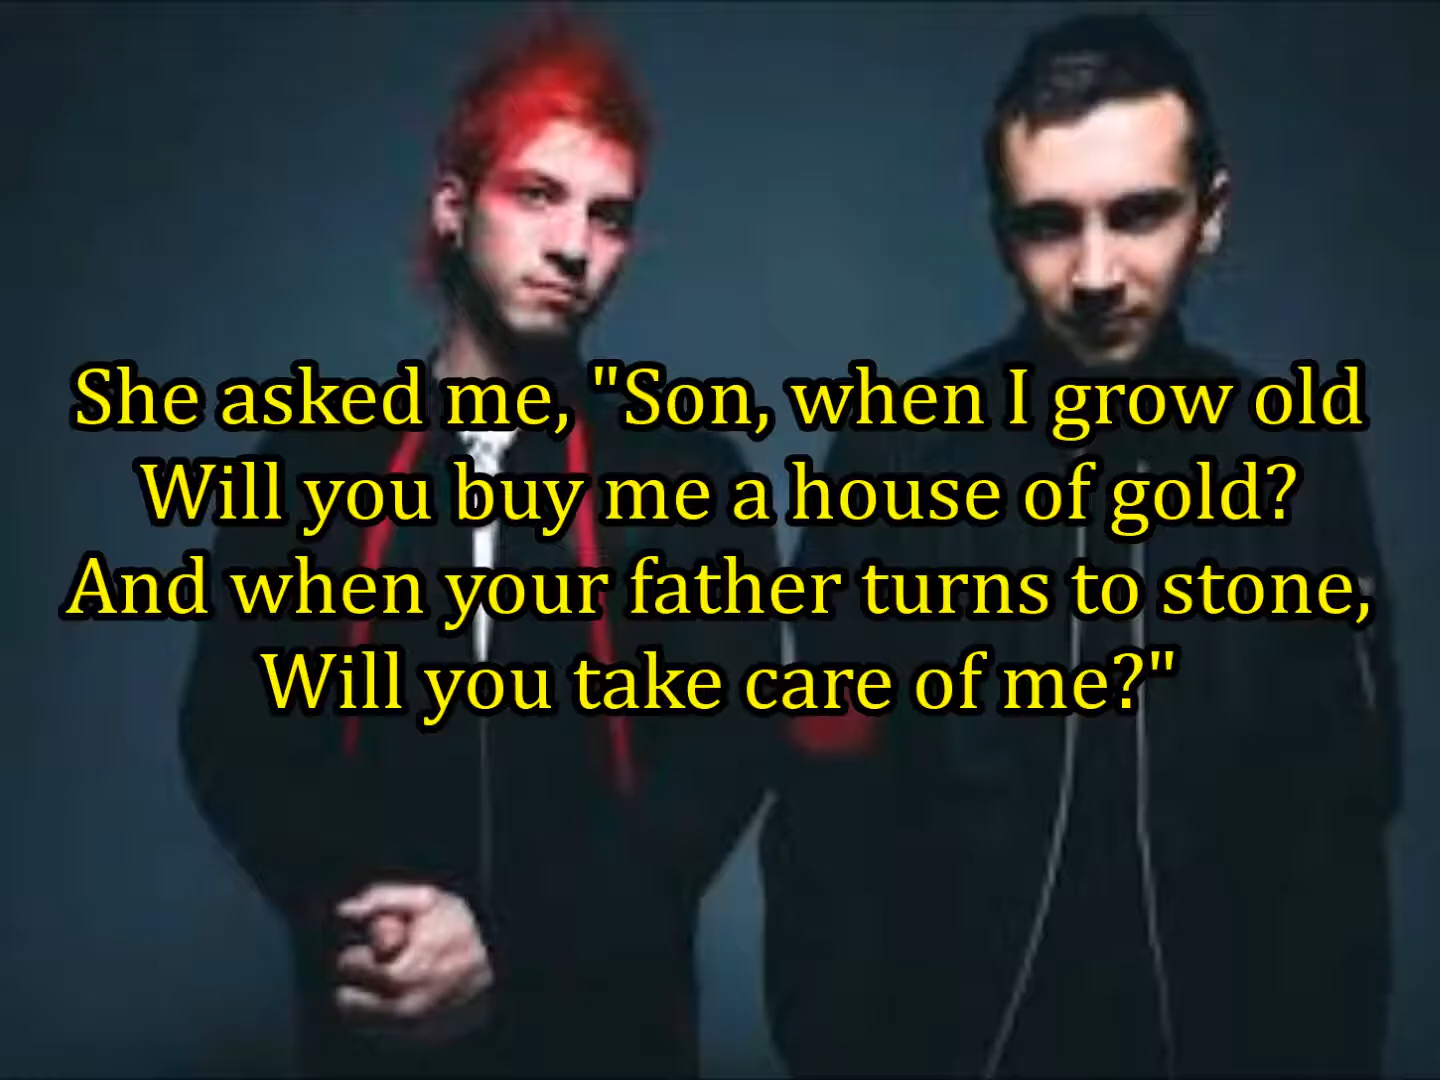 She asked me, "Son, when I grow old
Will you buy me a house of gold?
And when your father turns to stone,
Will you take care of me?"